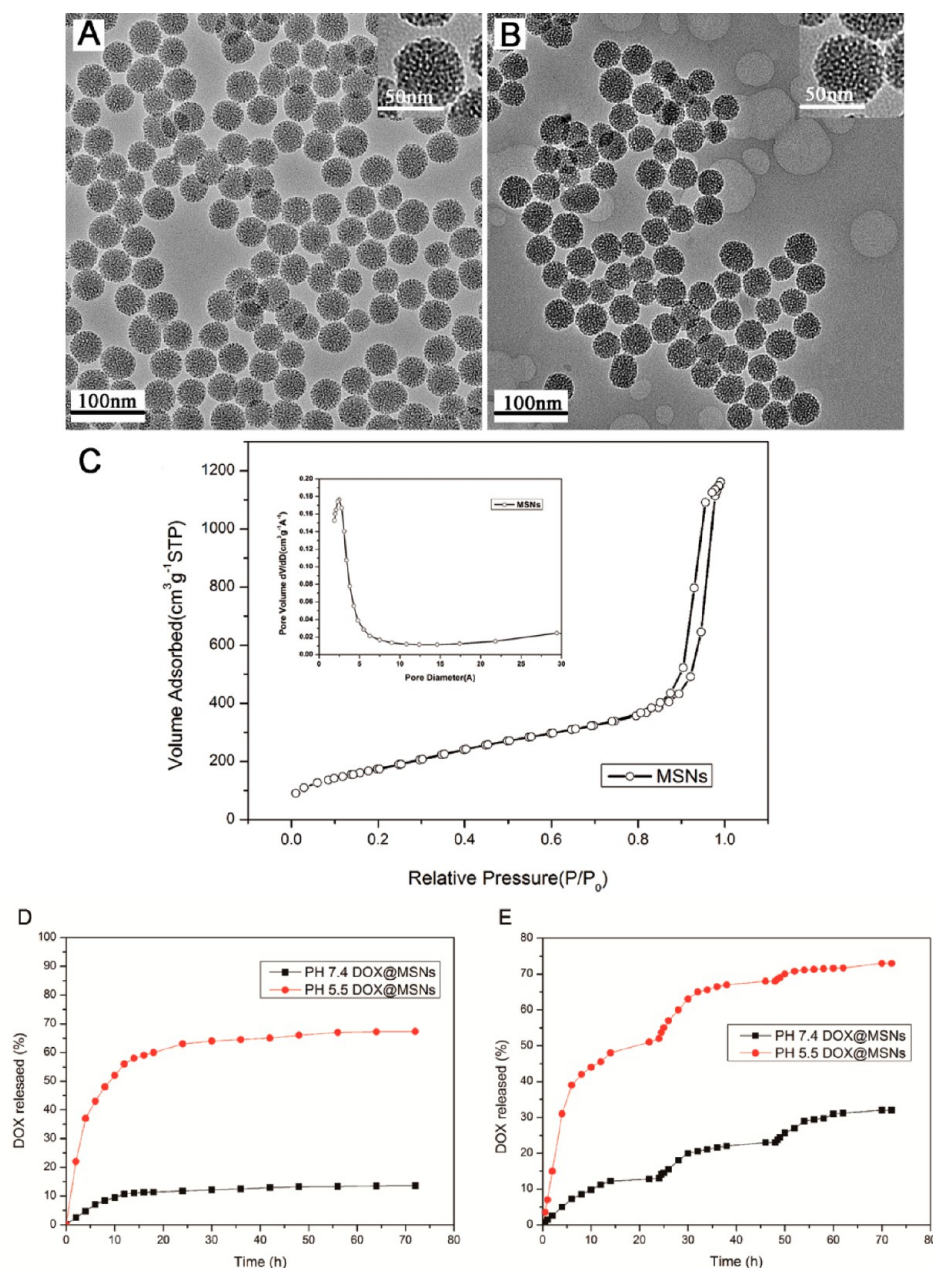 A
50nm
100nm
B
50nm
100nm
C
Volume Adsorbed(cm³g⁻¹STP)
1200
1000
800
600
400
200
0
0.0 0.2 0.4 0.6 0.8 1.0
Relative Pressure(P/P₀)
MSNs
Pore Volume dV/dD(cm³g⁻¹A⁻¹)
0.20
0.18
0.16
0.14
0.12
0.10
0.08
0.06
0.04
0.02
0.00
0 5 10 15 20 25 30
Pore Diameter(A)
MSNs
D
DOX releasaed (%)
100
90
80
70
60
50
40
30
20
10
0
0 10 20 30 40 50 60 70 80
Time (h)
PH 7.4 DOX@MSNs
PH 5.5 DOX@MSNs
E
DOX released (%)
80
70
60
50
40
30
20
10
0
0 10 20 30 40 50 60 70 80
Time (h)
PH 7.4 DOX@MSNs
PH 5.5 DOX@MSNs